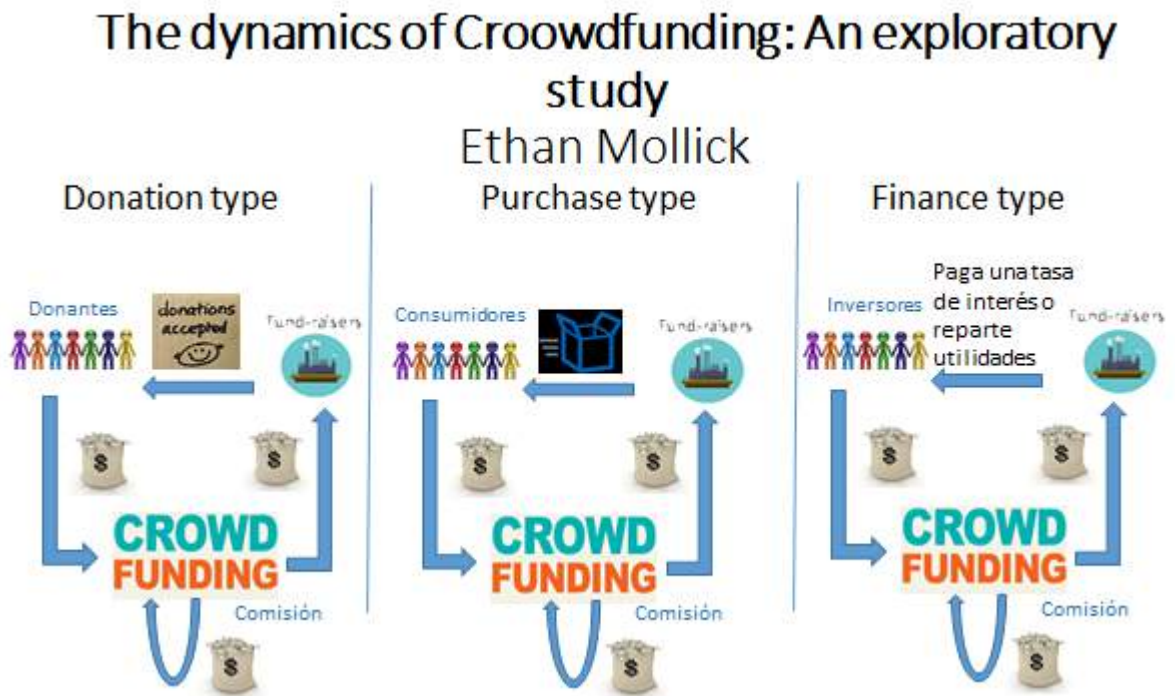 The dynamics of Croowdfunding: An exploratory
study
Ethan Mollick
Donation type
Donantes
donations
accepted
Fund-raisers
$
$
CROWD
FUNDING
Comisión
$
Purchase type
Consumidores
Fund-raisers
$
$
CROWD
FUNDING
Comisión
$
Finance type
Inversores
Paga una tasa
de interés o
reparte
utilidades
Fund-raisers
$
$
CROWD
FUNDING
Comisión
$